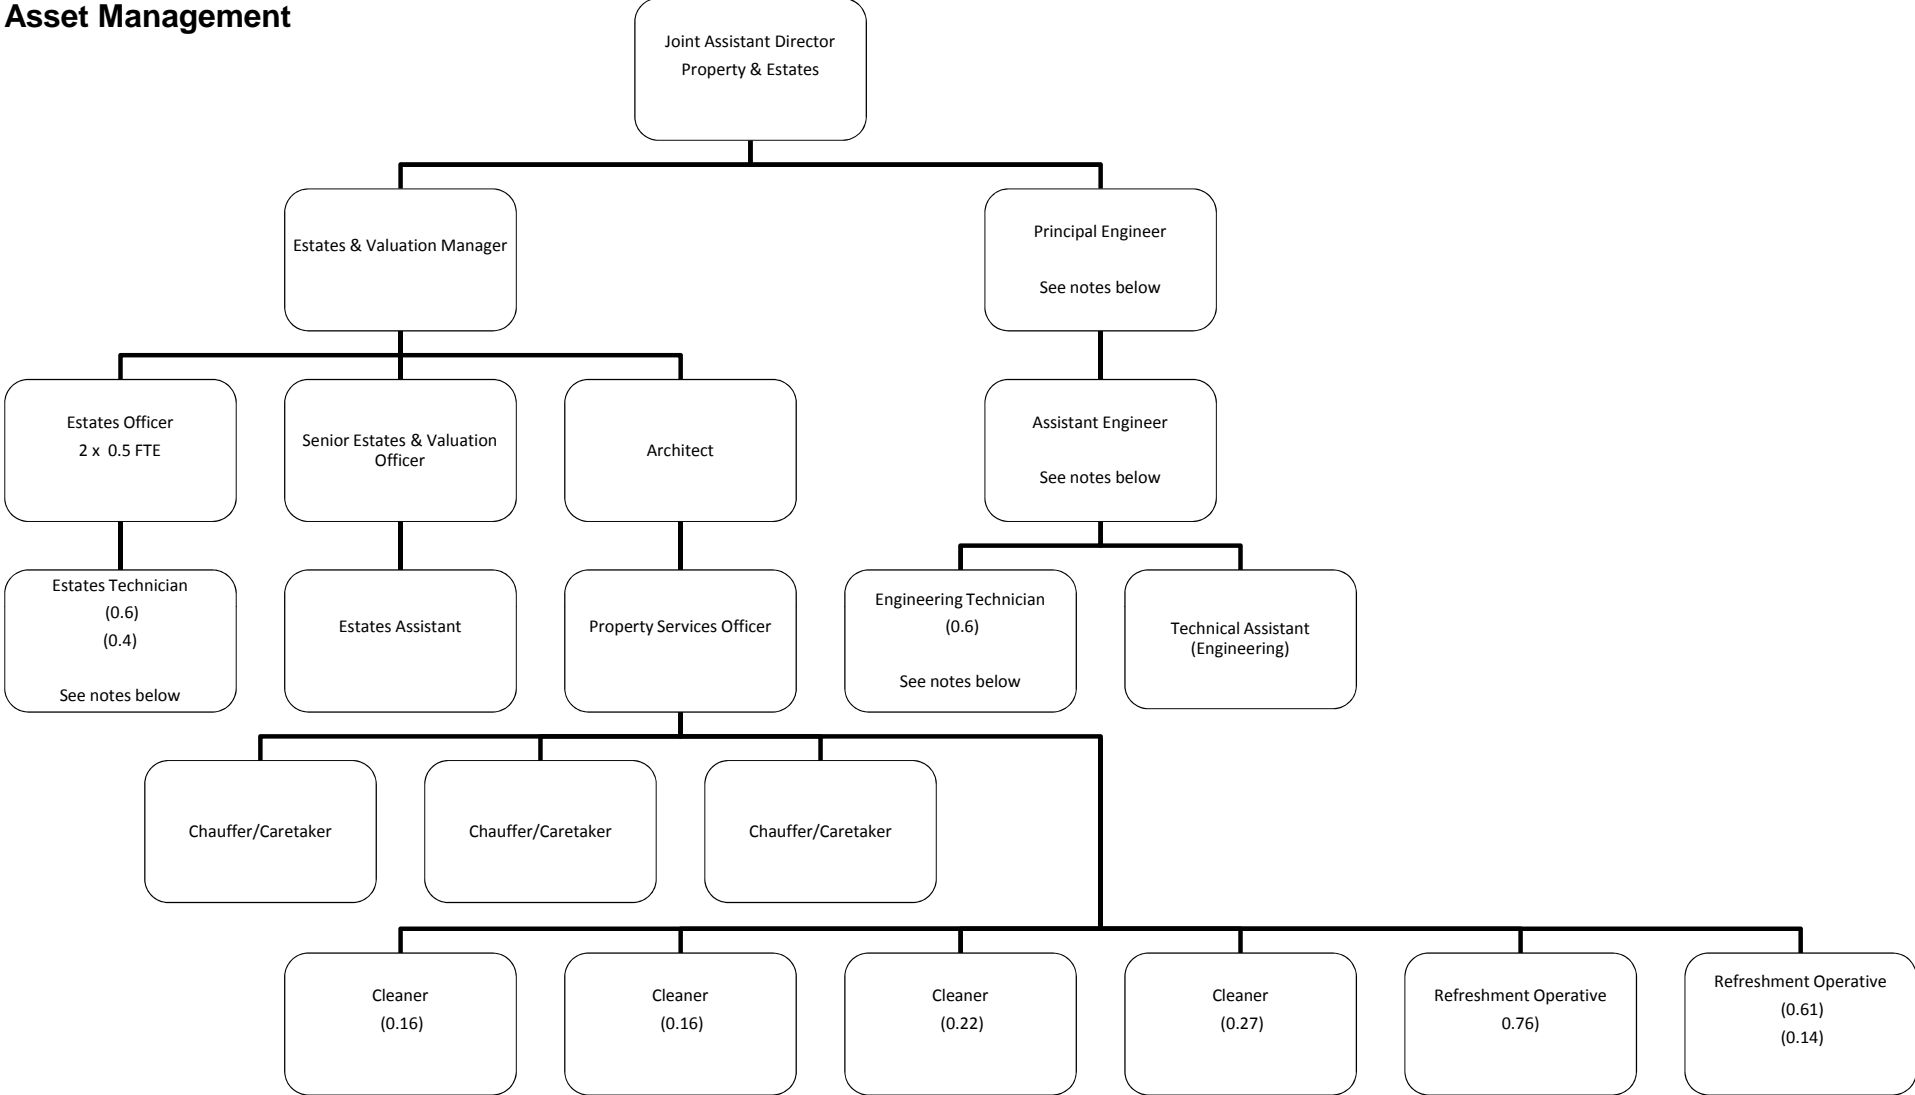 Asset Management
Joint Assistant Director
Property & Estates
Estates & Valuation Manager
Principal Engineer
See notes below
Estates Officer
2 x 0.5 FTE
Senior Estates & Valuation
Officer
Architect
Assistant Engineer
See notes below
Estates Technician
(0.6)
(0.4)
See notes below
Estates Assistant
Property Services Officer
Engineering Technician
(0.6)
See notes below
Technical Assistant
(Engineering)
Chauffer/Caretaker
Chauffer/Caretaker
Chauffer/Caretaker
Cleaner
(0.16)
Cleaner
(0.16)
Cleaner
(0.22)
Cleaner
(0.27)
Refreshment Operative
0.76)
Refreshment Operative
(0.61)
(0.14)